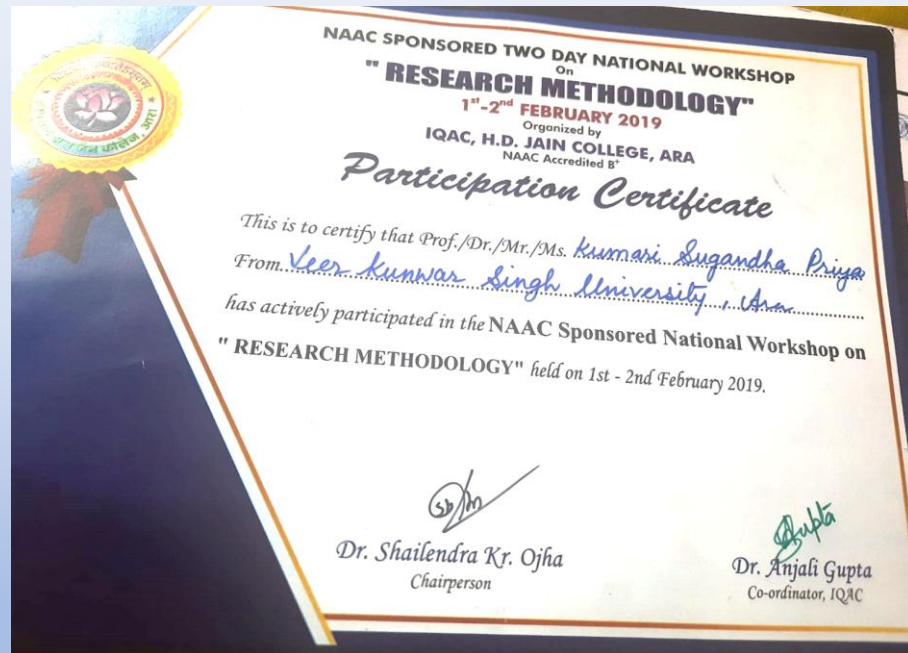 NAAC SPONSORED TWO DAY NATIONAL WORKSHOP
On
" RESEARCH METHODOLOGY"
1st-2nd FEBRUARY 2019
Organized by
IQAC, H.D. JAIN COLLEGE, ARA
NAAC Accredited B+
Participation Certificate
This is to certify that Prof./Dr./Mr./Ms. Kumari Sugandha Priya
From Veer Kunwar Singh University, Ara
has actively participated in the NAAC Sponsored National Workshop on
" RESEARCH METHODOLOGY" held on 1st - 2nd February 2019.
Gupta
Dr. Shailendra Kr. Ojha
Chairperson
Dr. Anjali Gupta
Co-ordinator, IQAC